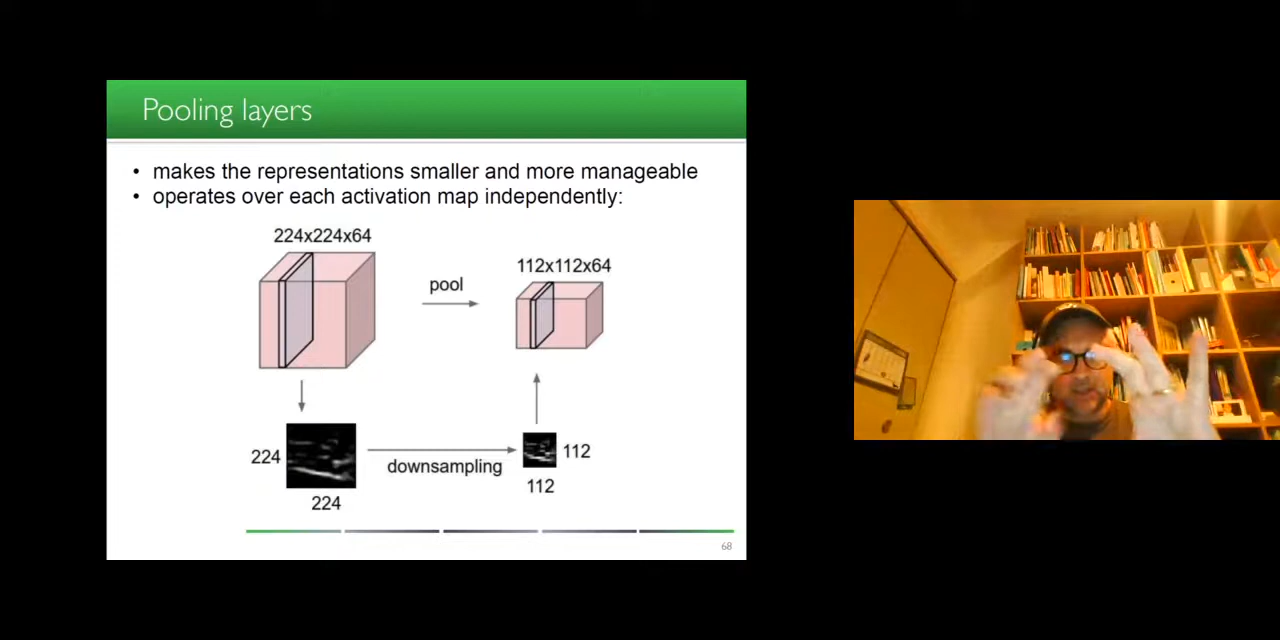 Pooling layers
• makes the representations smaller and more manageable
• operates over each activation map independently:
224x224x64
112x112x64
pool
224
112
downsampling
112
224
68